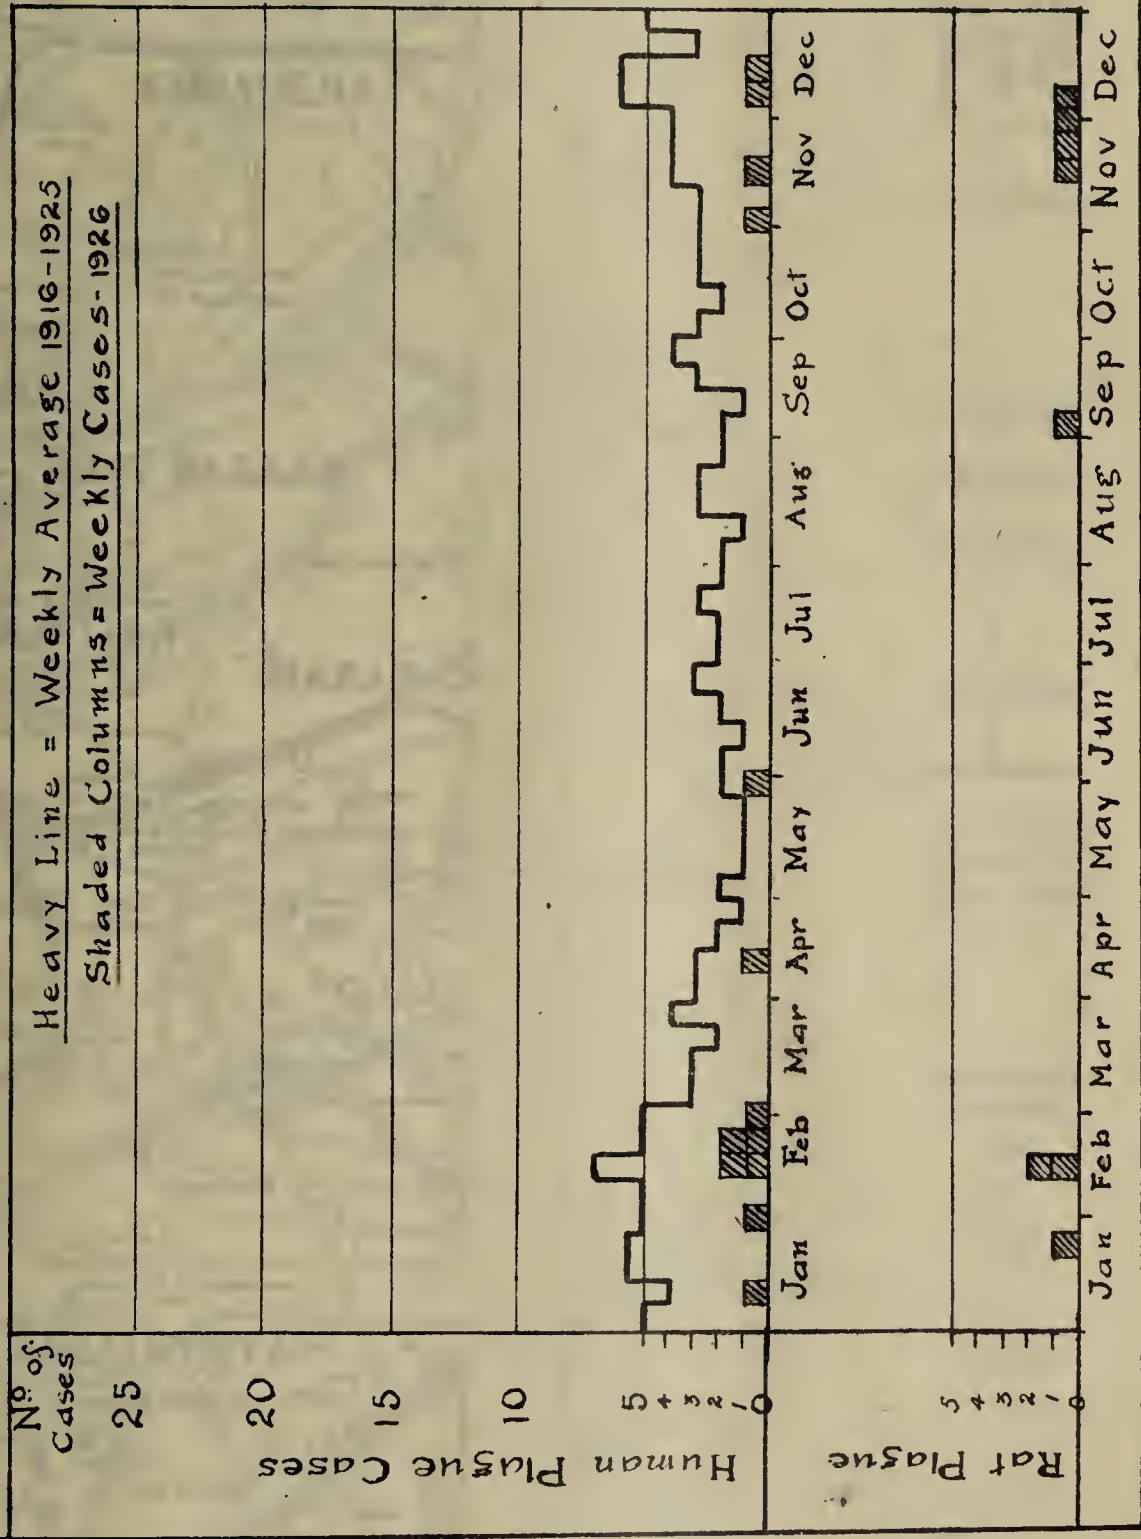 Heavy Line = Weekly Average 1916-1925
Shaded Columns = Weekly Cases-1926
Nº of
Cases
25
20
15
10
5
4
3
2
1
0
Human Plague Cases
Jan Feb Mar Apr May Jun Jul Aug Sep Oct Nov Dec
5
4
3
2
1
0
Rat Plague
Jan Feb Mar Apr May Jun Jul Aug Sep Oct Nov Dec